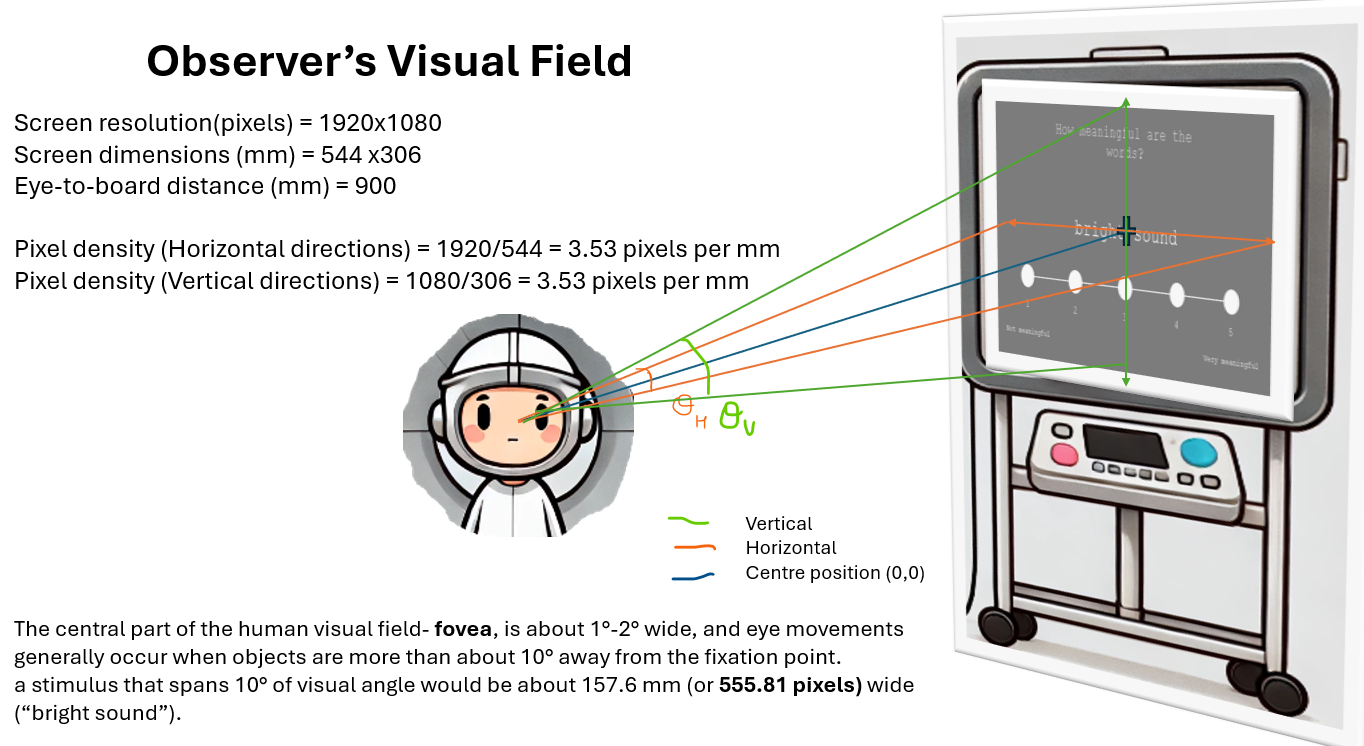 Observer's Visual Field
Screen resolution(pixels) = 1920x1080
Screen dimensions (mm) = 544 x306
Eye-to-board distance (mm) = 900
Pixel density (Horizontal directions) = 1920/544 = 3.53 pixels per mm
Pixel density (Vertical directions) = 1080/306 = 3.53 pixels per mm
How meaningful are the
words?
bright sound
1 2 3 4 5
Not meaningful
Very meaningful
θH θV
Vertical
Horizontal
Centre position (0,0)
The central part of the human visual field- fovea, is about 1°-2° wide, and eye movements
generally occur when objects are more than about 10° away from the fixation point.
a stimulus that spans 10° of visual angle would be about 157.6 mm (or 555.81 pixels) wide
("bright sound").